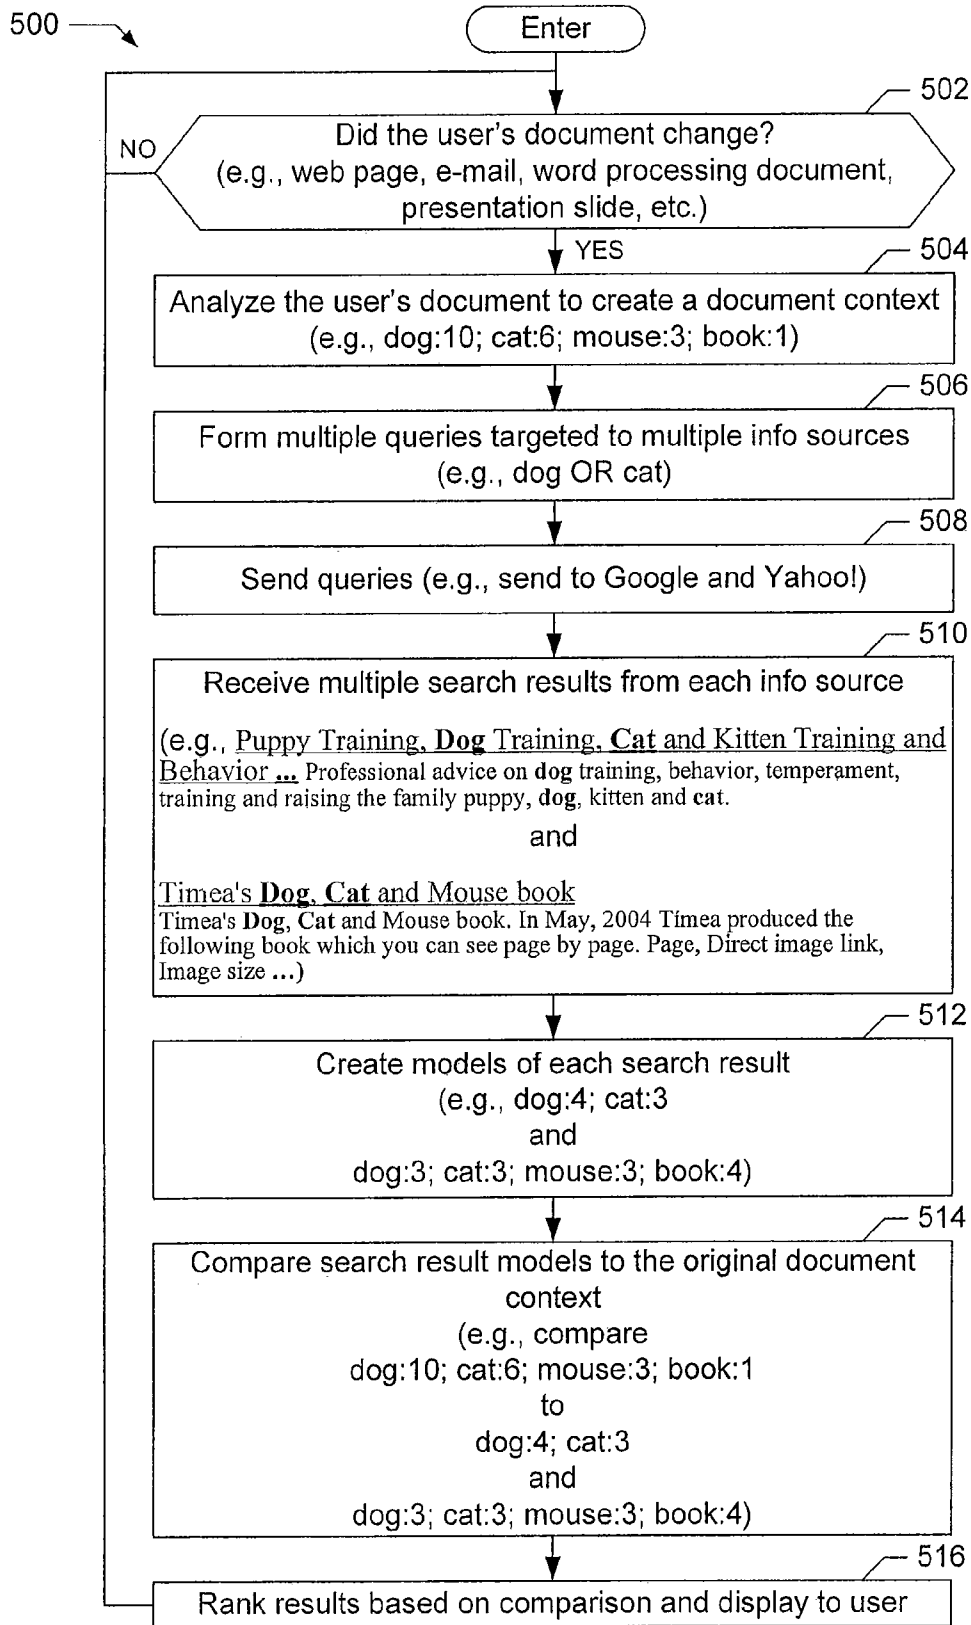 500
Enter
502
Did the user's document change?
(e.g., web page, e-mail, word processing document,
presentation slide, etc.)
NO
YES
504
Analyze the user's document to create a document context
(e.g., dog:10; cat:6; mouse:3; book:1)
506
Form multiple queries targeted to multiple info sources
(e.g., dog OR cat)
508
Send queries (e.g., send to Google and Yahoo!)
510
Receive multiple search results from each info source
(e.g., Puppy Training, Dog Training, Cat and Kitten Training and
Behavior ... Professional advice on dog training, behavior, temperament,
training and raising the family puppy, dog, kitten and cat.
and
Timea's Dog, Cat and Mouse book
Timea's Dog, Cat and Mouse book. In May, 2004 Timea produced the
following book which you can see page by page. Page, Direct image link,
Image size ...)
512
Create models of each search result
(e.g., dog:4; cat:3
and
dog:3; cat:3; mouse:3; book:4)
514
Compare search result models to the original document
context
(e.g., compare
dog:10; cat:6; mouse:3; book:1
to
dog:4; cat:3
and
dog:3; cat:3; mouse:3; book:4)
516
Rank results based on comparison and display to user